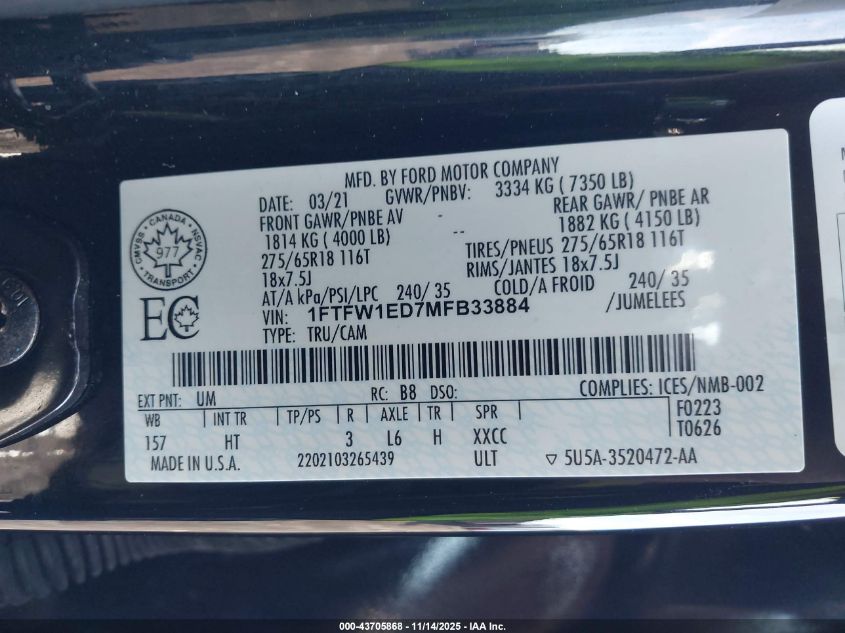 MFD. BY FORD MOTOR COMPANY
DATE: 03/21 GVWR/PNBV: 3334 KG (7350 LB)
FRONT GAWR/PNBE AV - REAR GAWR/ PNBE AR
1814 KG (4000 LB) -- 1882 KG (4150 LB)
275/65R18 116T TIRES/PNEUS 275/65R18 116T
18x7.5J RIMS/JANTES 18x7.5J
AT/A kPa/PSI/LPC 240/ 35 COLD/A FROID 240/ 35
VIN: 1FTFW1ED7MFB33884 /JUMELEES
TYPE: TRU/CAM
CANADA
CMVSS NSVAC
977
TRANSPORT
EC
EXT PNT: UM RC: B8 DSO: COMPLIES: ICES/NMB-002
WB INT TR TP/PS R AXLE TR SPR F0223
157 HT 3 L6 H XXCC T0626
MADE IN U.S.A. 2202103265439 ULT ▽ 5U5A-3520472-AA
000-43705868 - 11/14/2025 - IAA Inc.